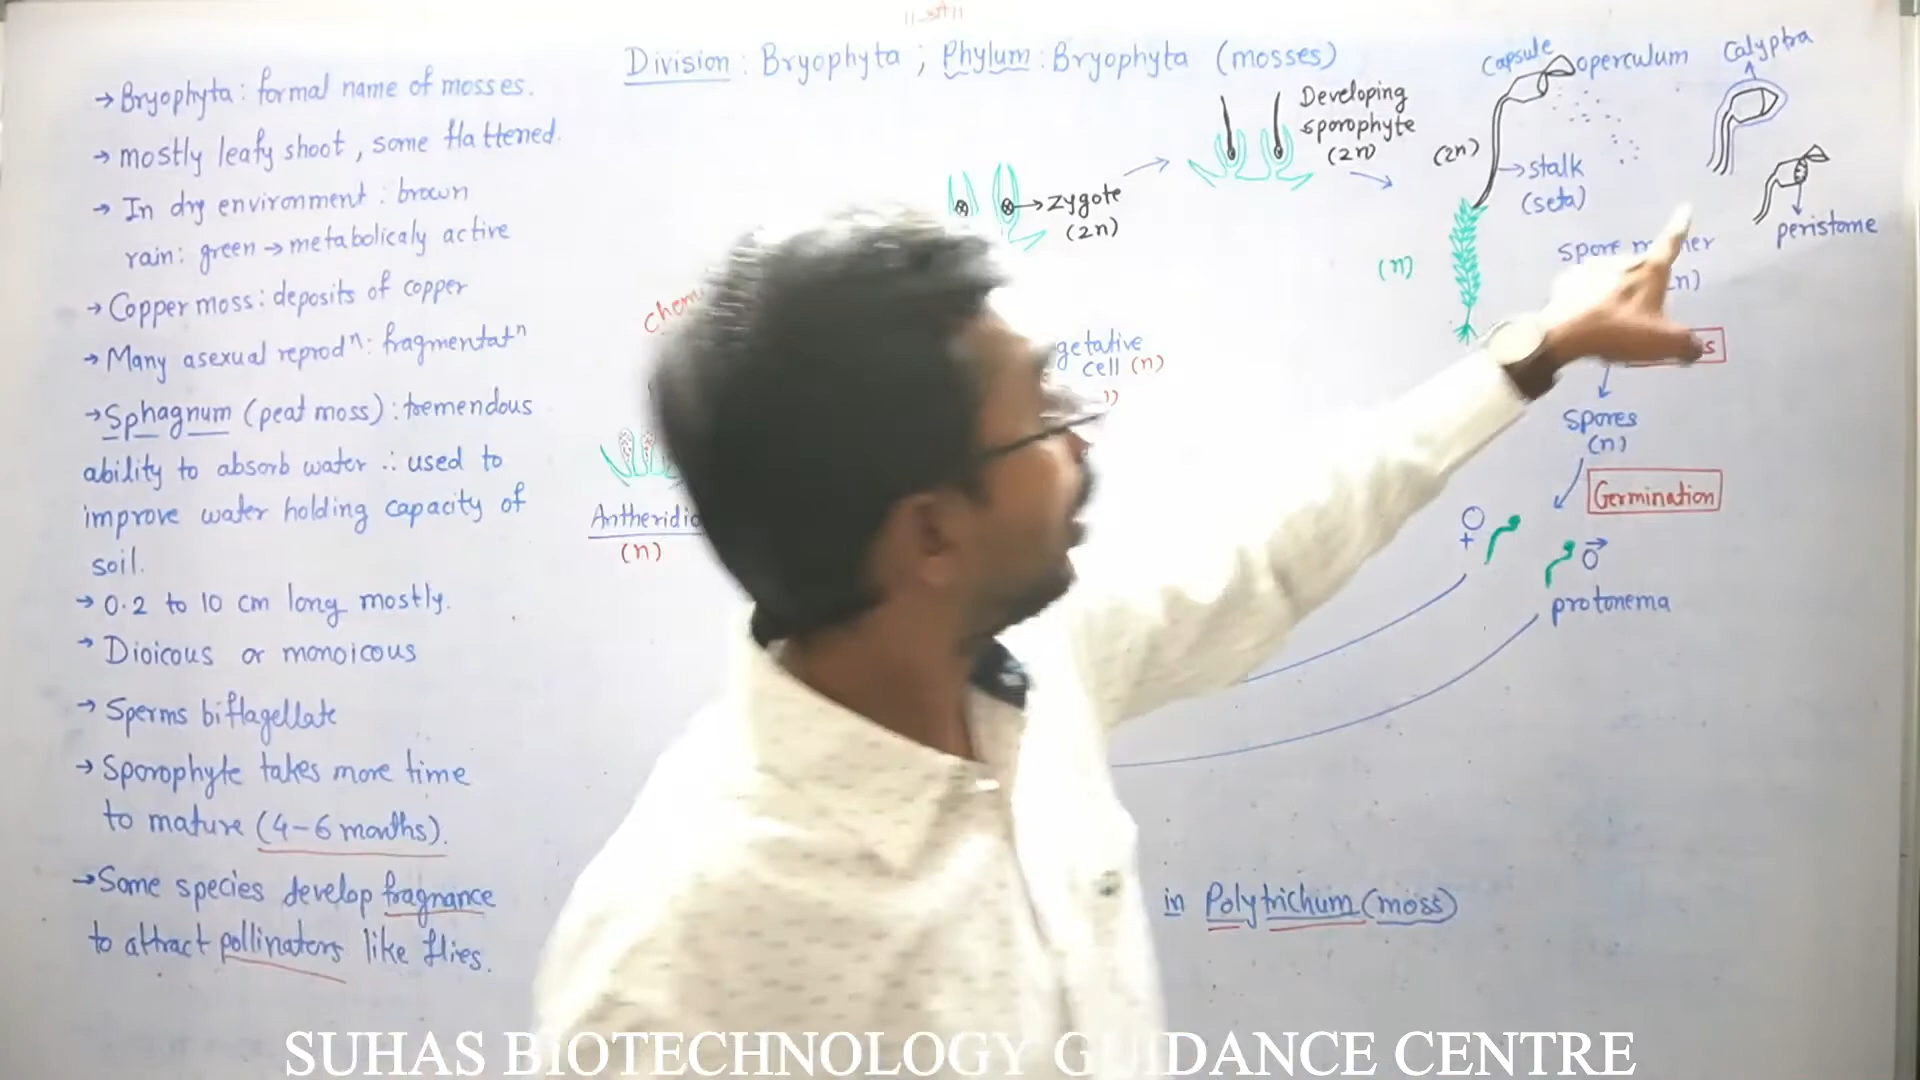 ॥ श्री ॥
Division : Bryophyta ; Phylum : Bryophyta (mosses)
→ Bryophyta : formal name of mosses.
→ mostly leafy shoot, some flattened.
→ In dry environment : brown
rain : green → metabolicaly active
→ Copper moss : deposits of copper
→ Many asexual reprodⁿ : fragmentatⁿ
→ Sphagnum (peat moss) : tremendous
ability to absorb water ∴ used to
improve water holding capacity of
soil.
→ 0.2 to 10 cm long mostly.
→ Dioicous or monoicous
→ Sperms biflagellate
→ Sporophyte takes more time
to mature (4-6 months).
→ Some species develop fragnance
to attract pollinaters like flies.
→ zygote
(2n)
Developing
sporophyte
(2n)
Capsule
operculum
Calyptra
(2n)
→ stalk
(seta)
peristome
(n)
spore
n)
s
Spores
(n)
Germination
♀
♂
protonema
chem
getative
cell (n)
Antheridi
(n)
in Polytrichum (moss)
SUHAS BIOTECHNOLOGY G IDANCE CENTRE